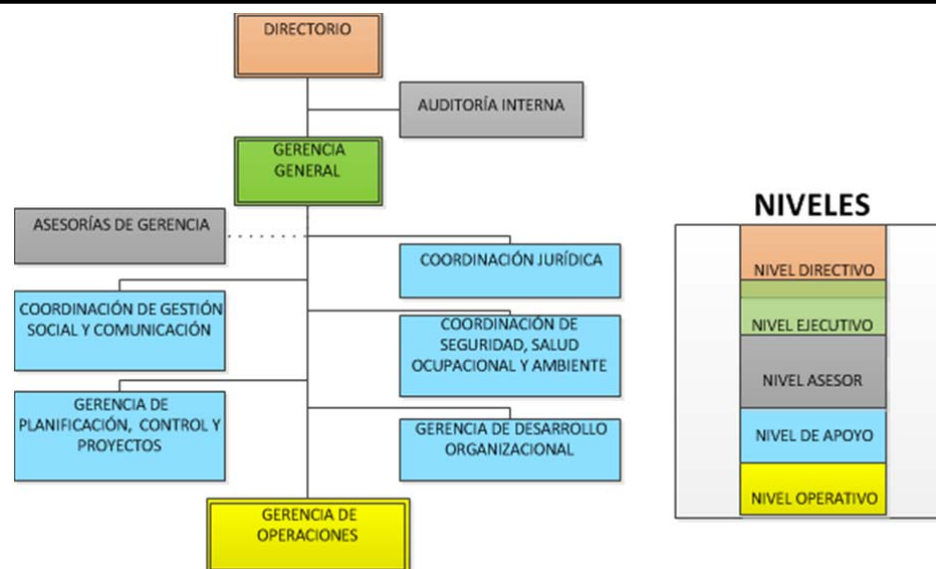 DIRECTORIO
AUDITORÍA INTERNA
GERENCIA
GENERAL
ASESORÍAS DE GERENCIA
COORDINACIÓN JURÍDICA
COORDINACIÓN DE GESTIÓN
SOCIAL Y COMUNICACIÓN
COORDINACIÓN DE
SEGURIDAD, SALUD
OCUPACIONAL Y AMBIENTE
GERENCIA DE
PLANIFICACIÓN, CONTROL Y
PROYECTOS
GERENCIA DE DESARROLLO
ORGANIZACIONAL
GERENCIA DE
OPERACIONES
NIVELES
NIVEL DIRECTIVO
NIVEL EJECUTIVO
NIVEL ASESOR
NIVEL DE APOYO
NIVEL OPERATIVO